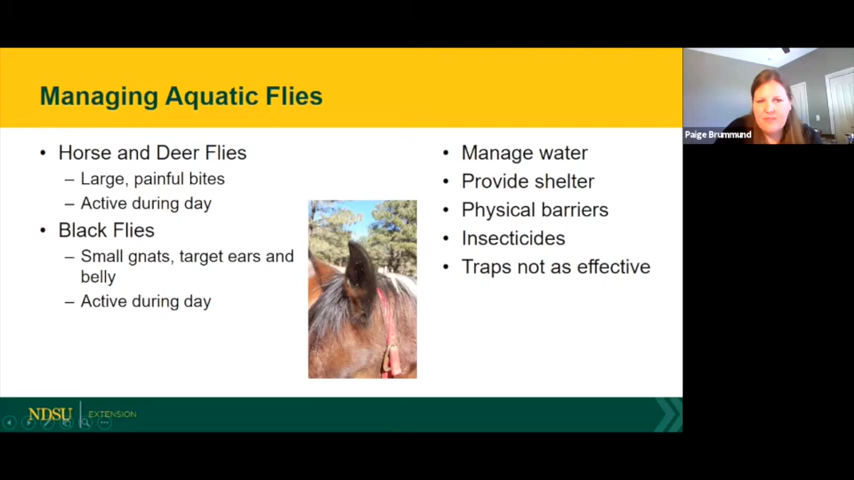 Managing Aquatic Flies
• Horse and Deer Flies
– Large, painful bites
– Active during day
• Black Flies
– Small gnats, target ears and
belly
– Active during day
• Manage water
• Provide shelter
• Physical barriers
• Insecticides
• Traps not as effective
Paige Brummund
NDSU EXTENSION